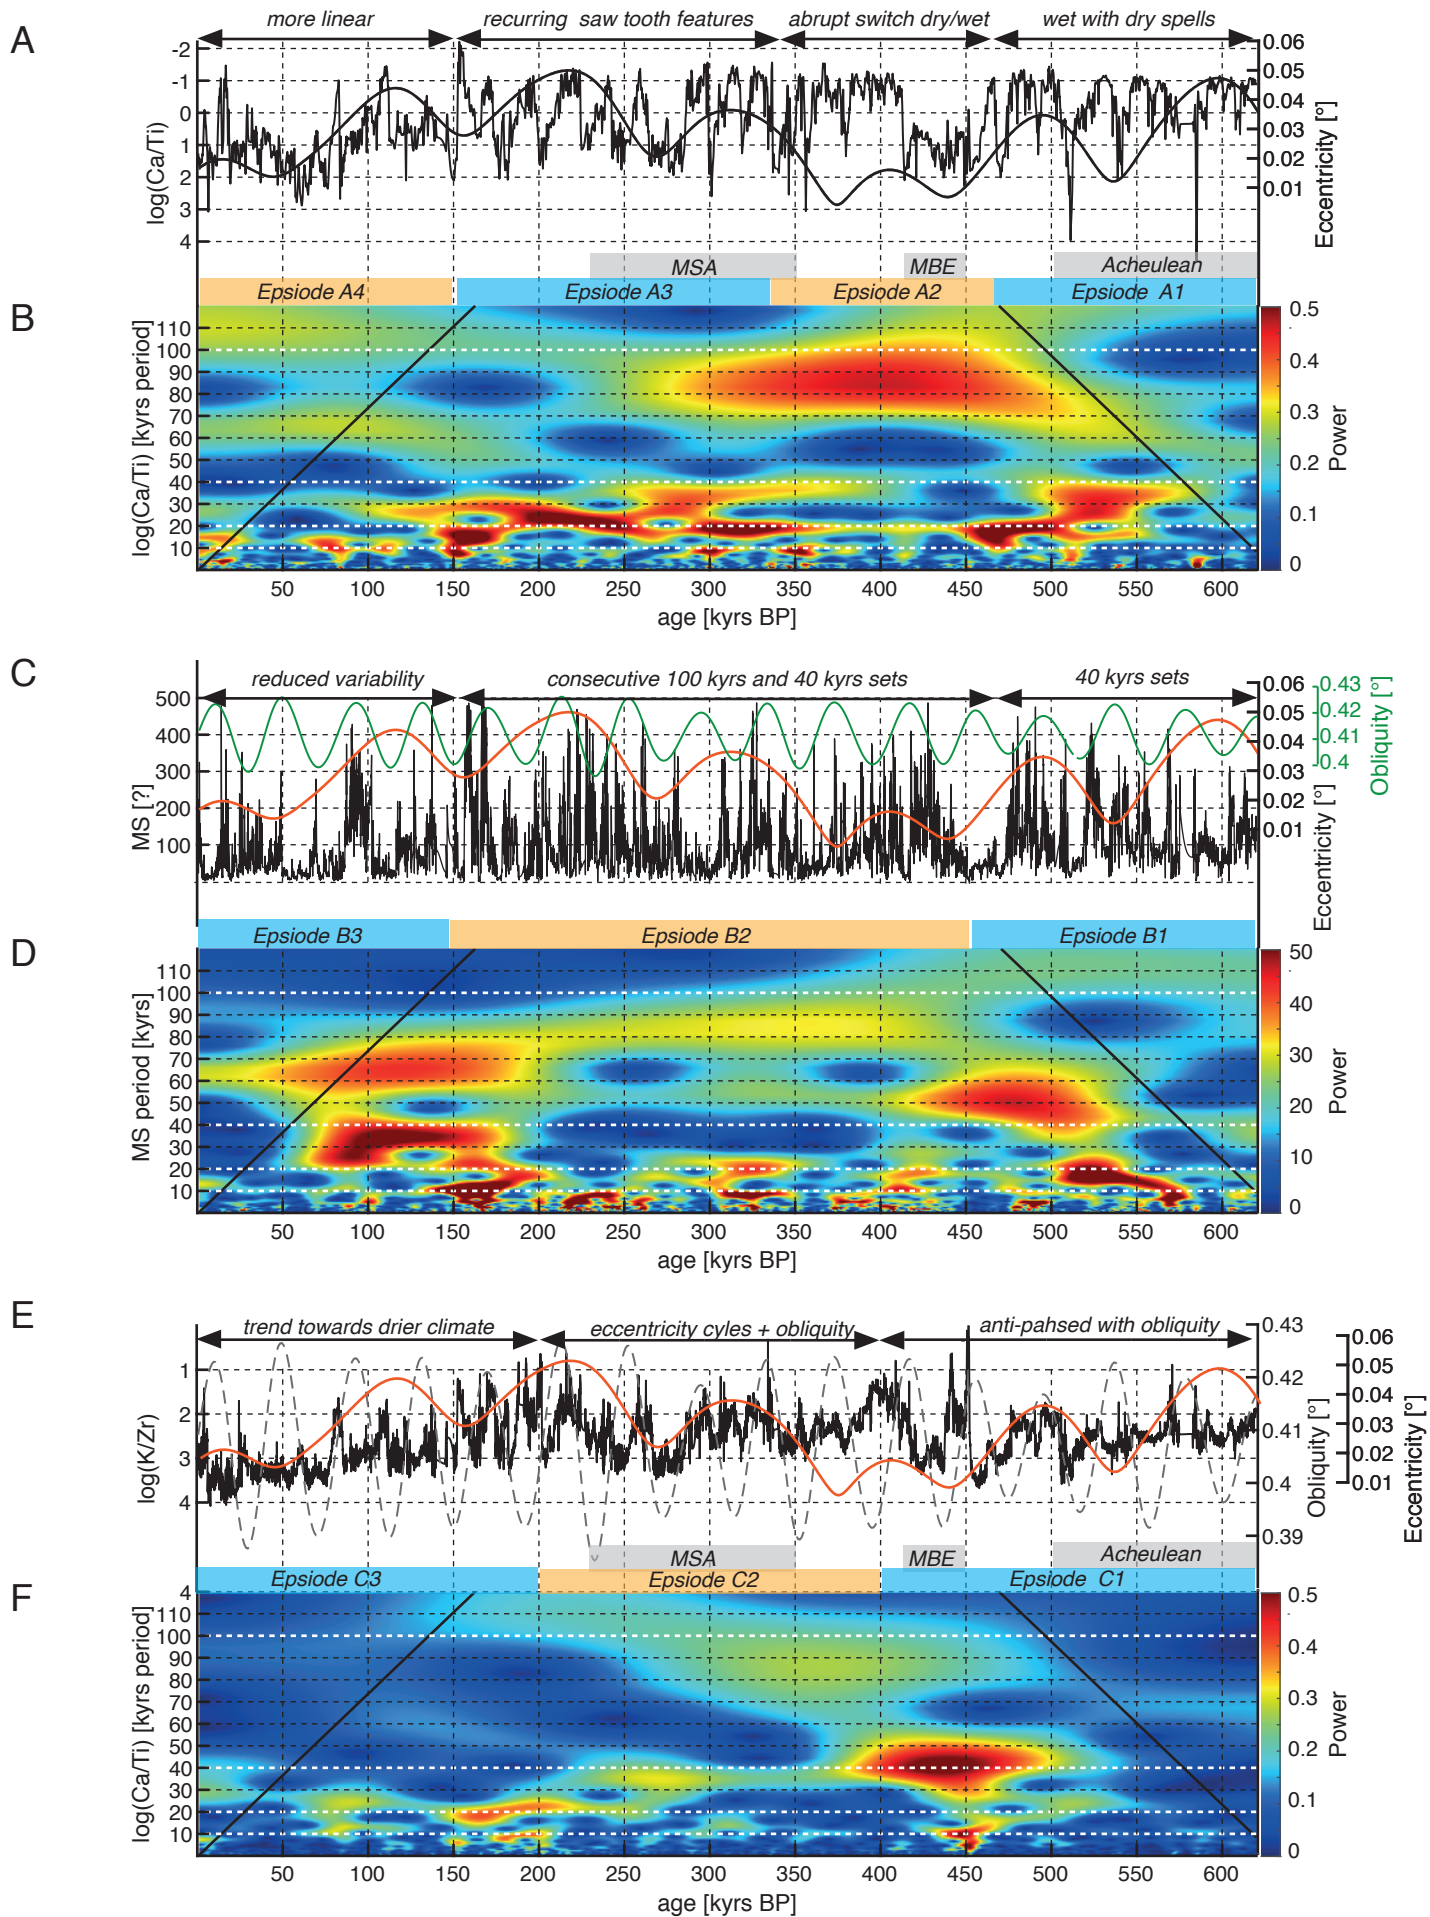 A
more linear
recurring saw tooth features
abrupt switch dry/wet
wet with dry spells
log(Ca/Ti)
-2
-1
0
1
2
3
4
0.06
0.05
0.04
0.03
0.02
0.01
Eccentricity [°]
MSA
MBE
Acheulean
Epsiode A4
Epsiode A3
Epsiode A2
Epsiode A1
B
log(Ca/Ti) [kyrs period]
110
100
90
80
70
60
50
40
30
20
10
0.5
0.4
0.3
0.2
0.1
0
Power
50 100 150 200 250 300 350 400 450 500 550 600
age [kyrs BP]
C
reduced variability
consecutive 100 kyrs and 40 kyrs sets
40 kyrs sets
MS [?]
500
400
300
200
100
0.06
0.05
0.04
0.03
0.02
0.01
Eccentricity [°]
0.43
0.42
0.41
0.4
Obliquity [°]
Epsiode B3
Epsiode B2
Epsiode B1
D
MS period [kyrs]
110
100
90
80
70
60
50
40
30
20
10
50
40
30
20
10
0
Power
50 100 150 200 250 300 350 400 450 500 550 600
age [kyrs BP]
E
trend towards drier climate
eccentricity cyles + obliquity
anti-pahsed with obliquity
log(K/Zr)
1
2
3
4
0.43
0.42
0.41
0.4
0.39
Obliquity [°]
0.06
0.05
0.04
0.03
0.02
0.01
Eccentricity [°]
MSA
MBE
Acheulean
Epsiode C3
Epsiode C2
Epsiode C1
F
log(Ca/Ti) [kyrs period]
4
110
100
90
80
70
60
50
40
30
20
10
0.5
0.4
0.3
0.2
0.1
0
Power
50 100 150 200 250 300 350 400 450 500 550 600
age [kyrs BP]